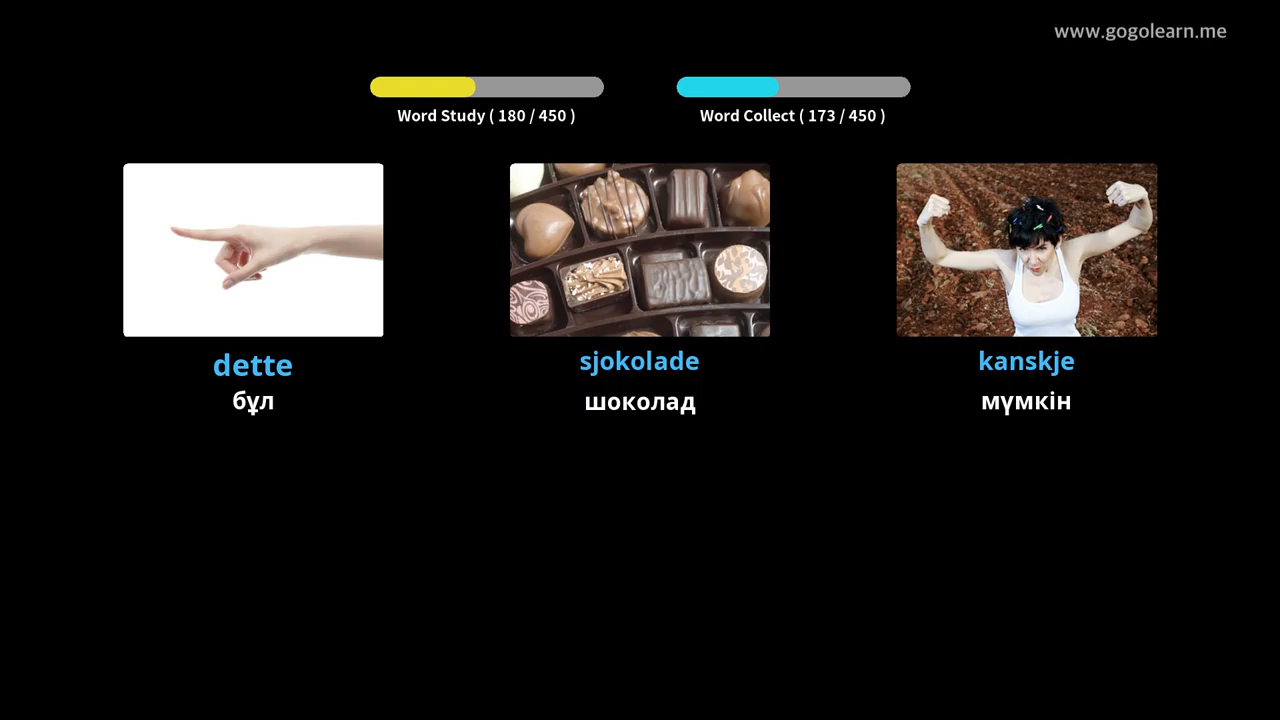 www.gogolearn.me
Word Study ( 180 / 450 )
Word Collect ( 173 / 450 )
dette
бұл
sjokolade
шоколад
kanskje
мүмкін